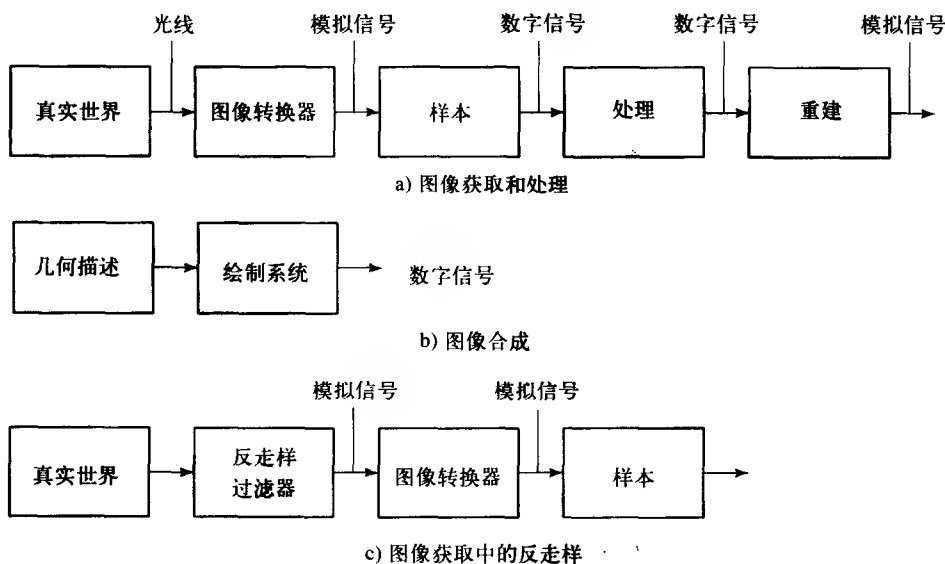 光线 模拟信号 数字信号 数字信号 模拟信号
真实世界 图像转换器 样本 处理 重建
a) 图像获取和处理
几何描述 绘制系统 数字信号
b) 图像合成
模拟信号 模拟信号
真实世界 反走样过滤器 图像转换器 样本
c) 图像获取中的反走样